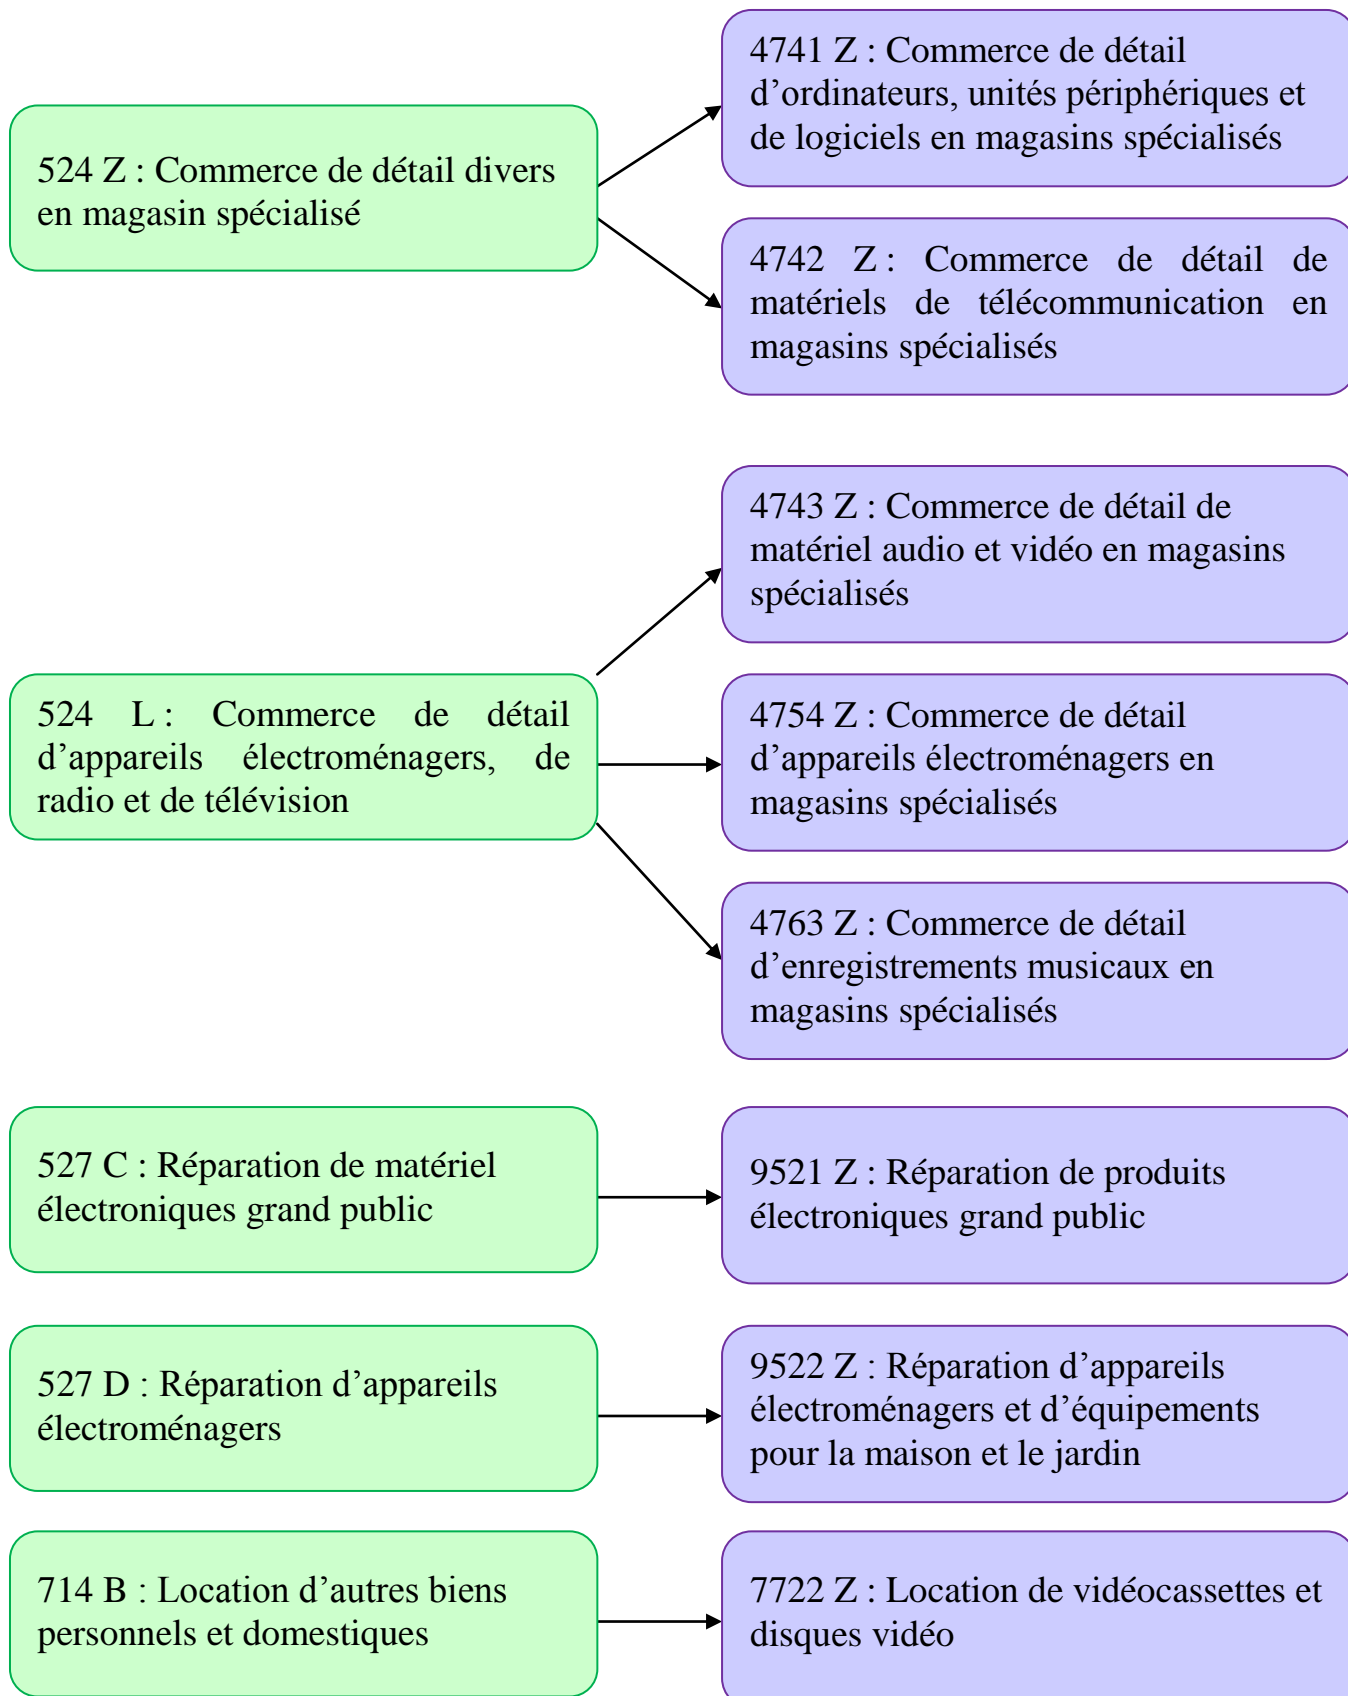 4741 Z : Commerce de détail
d’ordinateurs, unités périphériques et
de logiciels en magasins spécialisés
524 Z : Commerce de détail divers
en magasin spécialisé
4742 Z : Commerce de détail de
matériels de télécommunication en
magasins spécialisés
4743 Z : Commerce de détail de
matériel audio et vidéo en magasins
spécialisés
524 L : Commerce de détail
d’appareils électroménagers, de
radio et de télévision
4754 Z : Commerce de détail
d’appareils électroménagers en
magasins spécialisés
4763 Z : Commerce de détail
d’enregistrements musicaux en
magasins spécialisés
527 C : Réparation de matériel
électroniques grand public
9521 Z : Réparation de produits
électroniques grand public
527 D : Réparation d’appareils
électroménagers
9522 Z : Réparation d’appareils
électroménagers et d’équipements
pour la maison et le jardin
714 B : Location d’autres biens
personnels et domestiques
7722 Z : Location de vidéocassettes et
disques vidéo